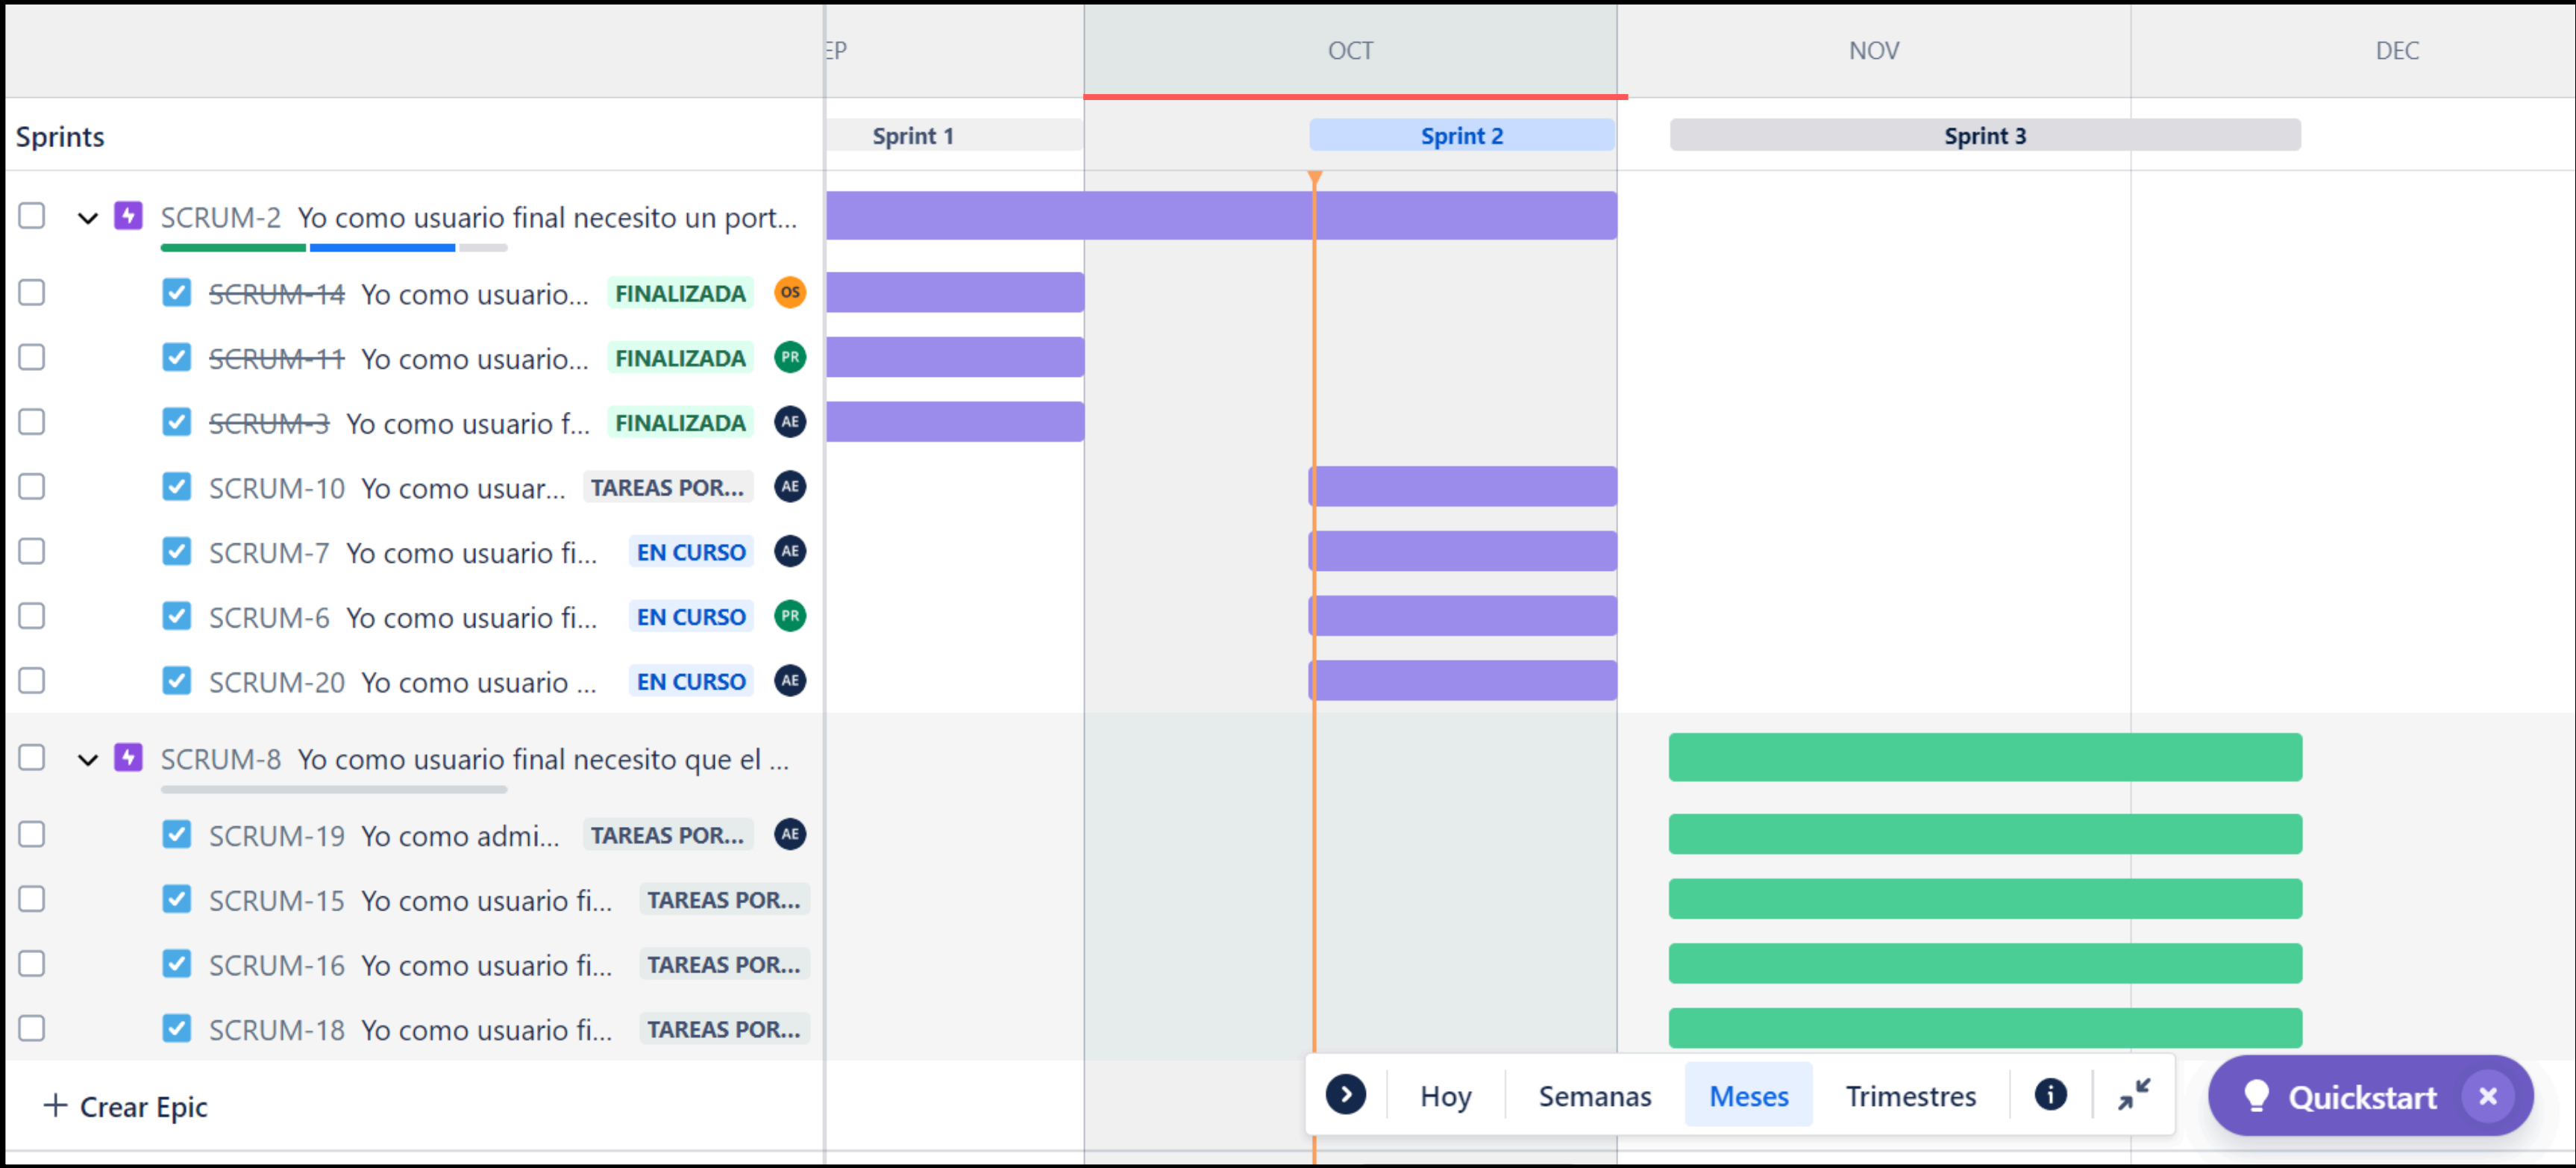 EP OCT NOV DEC
Sprints Sprint 1 Sprint 2 Sprint 3
SCRUM-2 Yo como usuario final necesito un port...
SCRUM-14 Yo como usuario... FINALIZADA OS
SCRUM-11 Yo como usuario... FINALIZADA PR
SCRUM-3 Yo como usuario f... FINALIZADA AE
SCRUM-10 Yo como usuar... TAREAS POR... AE
SCRUM-7 Yo como usuario fi... EN CURSO AE
SCRUM-6 Yo como usuario fi... EN CURSO PR
SCRUM-20 Yo como usuario ... EN CURSO AE
SCRUM-8 Yo como usuario final necesito que el ...
SCRUM-19 Yo como admi... TAREAS POR... AE
SCRUM-15 Yo como usuario fi... TAREAS POR...
SCRUM-16 Yo como usuario fi... TAREAS POR...
SCRUM-18 Yo como usuario fi... TAREAS POR...
+ Crear Epic Hoy Semanas Meses Trimestres Quickstart